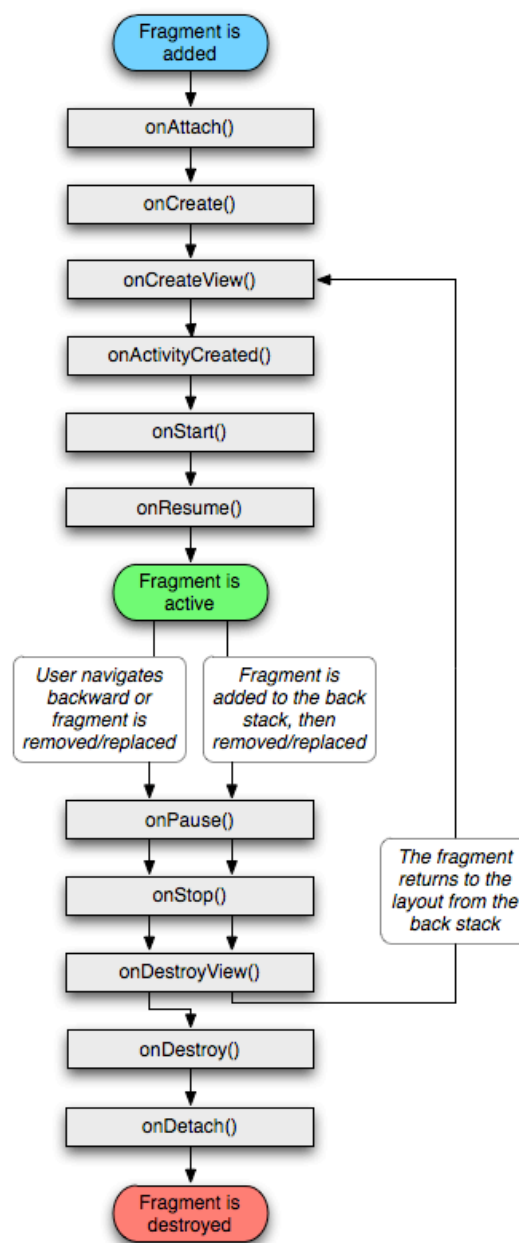 Fragment is
added
onAttach()
onCreate()
onCreateView()
onActivityCreated()
onStart()
onResume()
Fragment is
active
User navigates
backward or
fragment is
removed/replaced
Fragment is
added to the back
stack, then
removed/replaced
onPause()
The fragment
returns to the
layout from the
back stack
onStop()
onDestroyView()
onDestroy()
onDetach()
Fragment is
destroyed